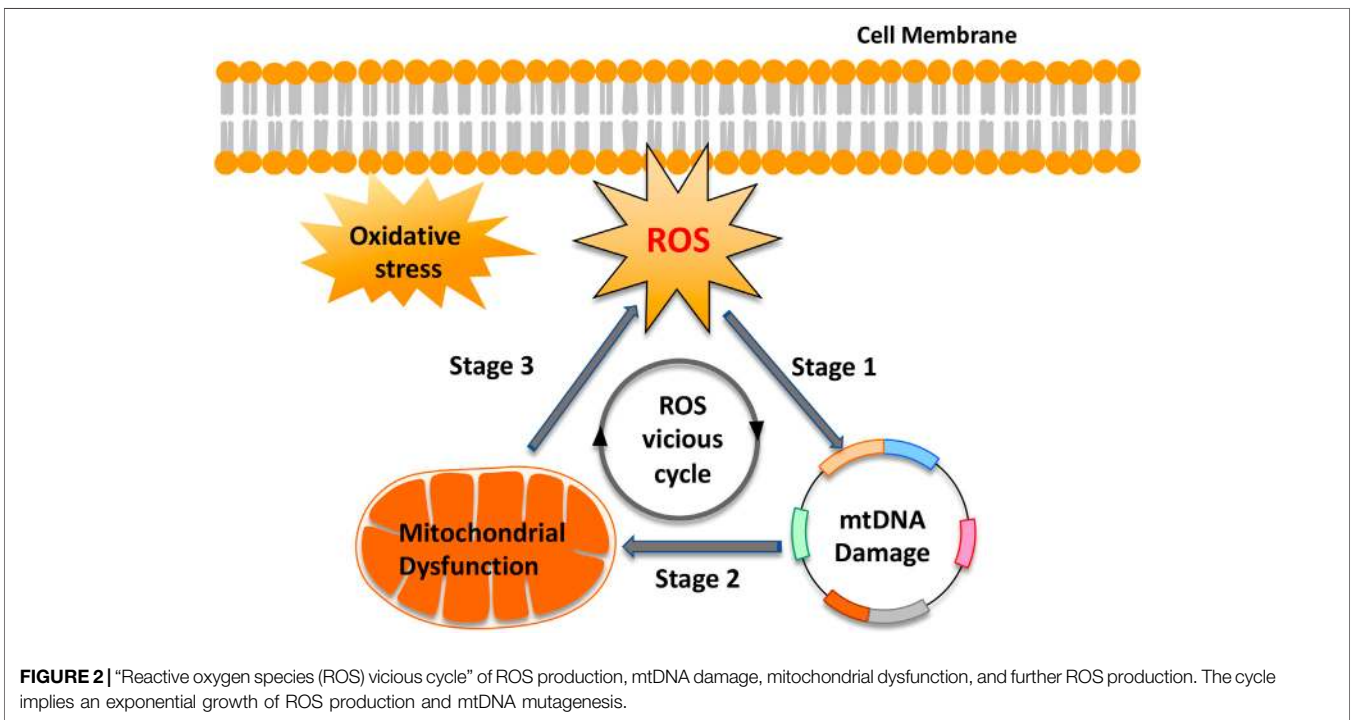 Cell Membrane
Oxidative
stress
ROS
Stage 3
Stage 1
ROS
vicious
cycle
Mitochondrial
Dysfunction
mtDNA
Damage
Stage 2
FIGURE 2 | “Reactive oxygen species (ROS) vicious cycle” of ROS production, mtDNA damage, mitochondrial dysfunction, and further ROS production. The cycle
implies an exponential growth of ROS production and mtDNA mutagenesis.